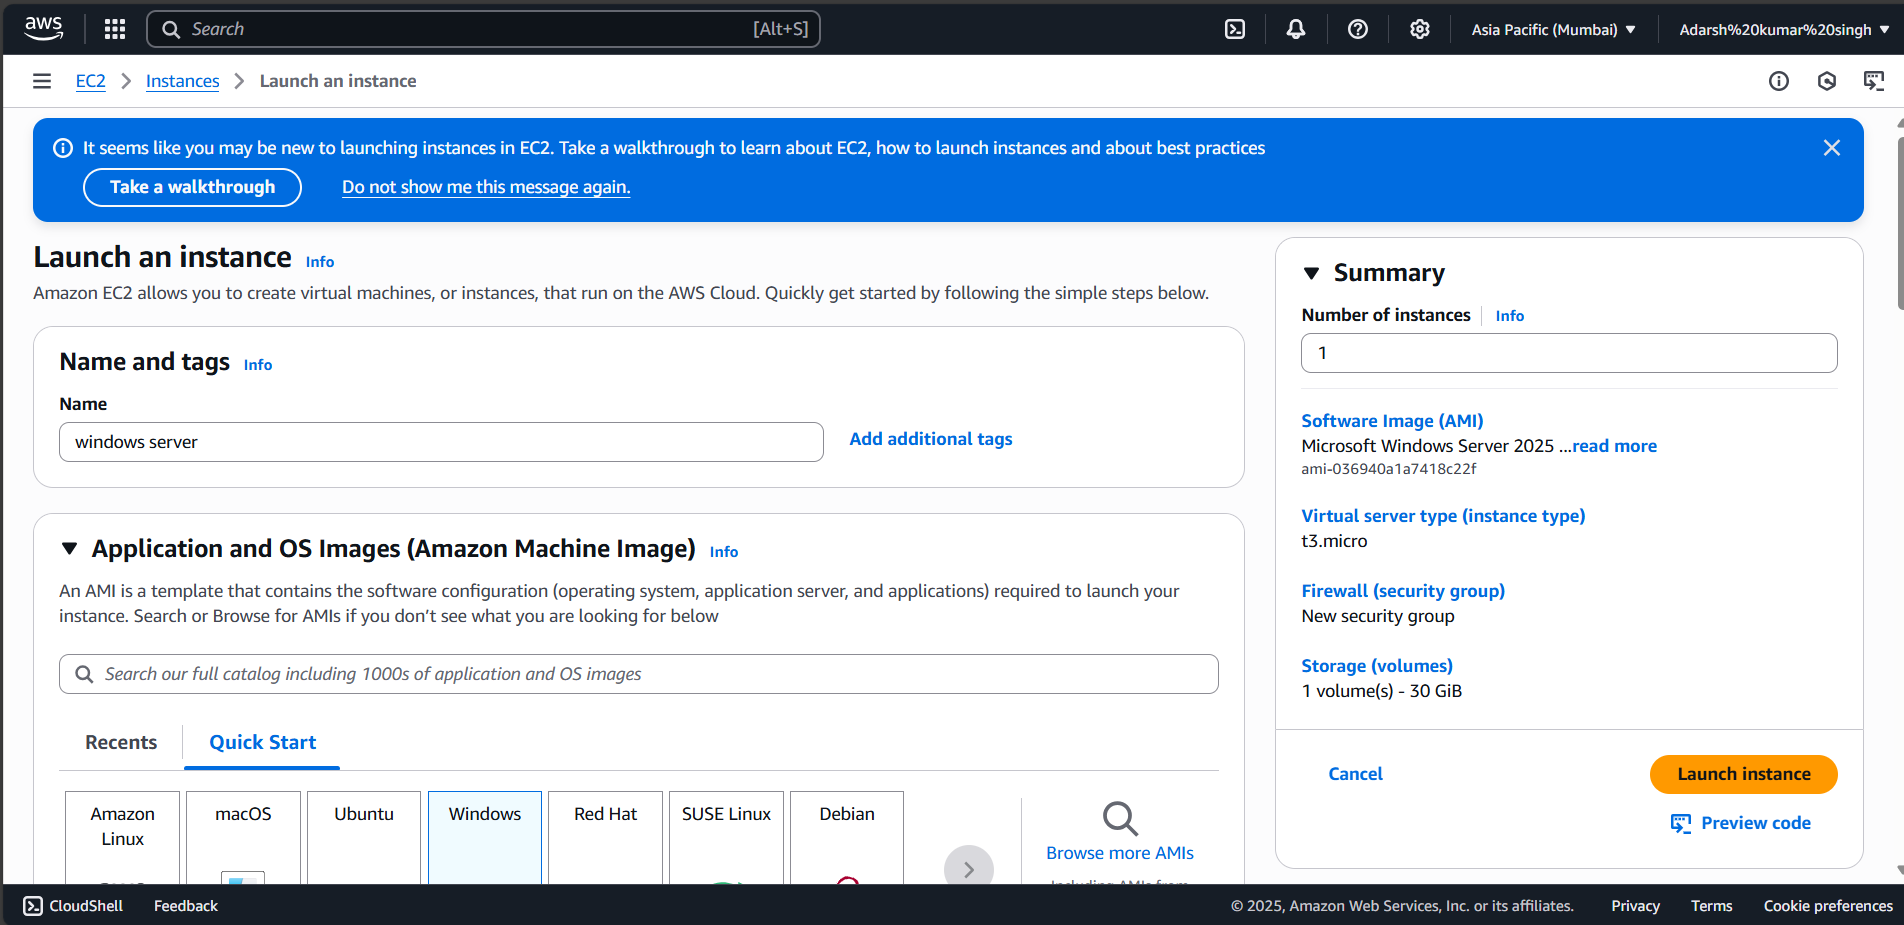 aws
Search [Alt+S]
Asia Pacific (Mumbai)
Adarsh%20kumar%20singh
EC2 Instances Launch an instance
It seems like you may be new to launching instances in EC2. Take a walkthrough to learn about EC2, how to launch instances and about best practices
Take a walkthrough
Do not show me this message again.
Launch an instance Info
Amazon EC2 allows you to create virtual machines, or instances, that run on the AWS Cloud. Quickly get started by following the simple steps below.
Name and tags Info
Name
windows server
Add additional tags
Application and OS Images (Amazon Machine Image) Info
An AMI is a template that contains the software configuration (operating system, application server, and applications) required to launch your
instance. Search or Browse for AMIs if you don’t see what you are looking for below
Search our full catalog including 1000s of application and OS images
Recents
Quick Start
Amazon
Linux
macOS
Ubuntu
Windows
Red Hat
SUSE Linux
Debian
Browse more AMIs
Summary
Number of instances Info
1
Software Image (AMI)
Microsoft Windows Server 2025 ...read more
ami-036940a1a7418c22f
Virtual server type (instance type)
t3.micro
Firewall (security group)
New security group
Storage (volumes)
1 volume(s) - 30 GiB
Cancel
Launch instance
Preview code
CloudShell
Feedback
© 2025, Amazon Web Services, Inc. or its affiliates.
Privacy
Terms
Cookie preferences